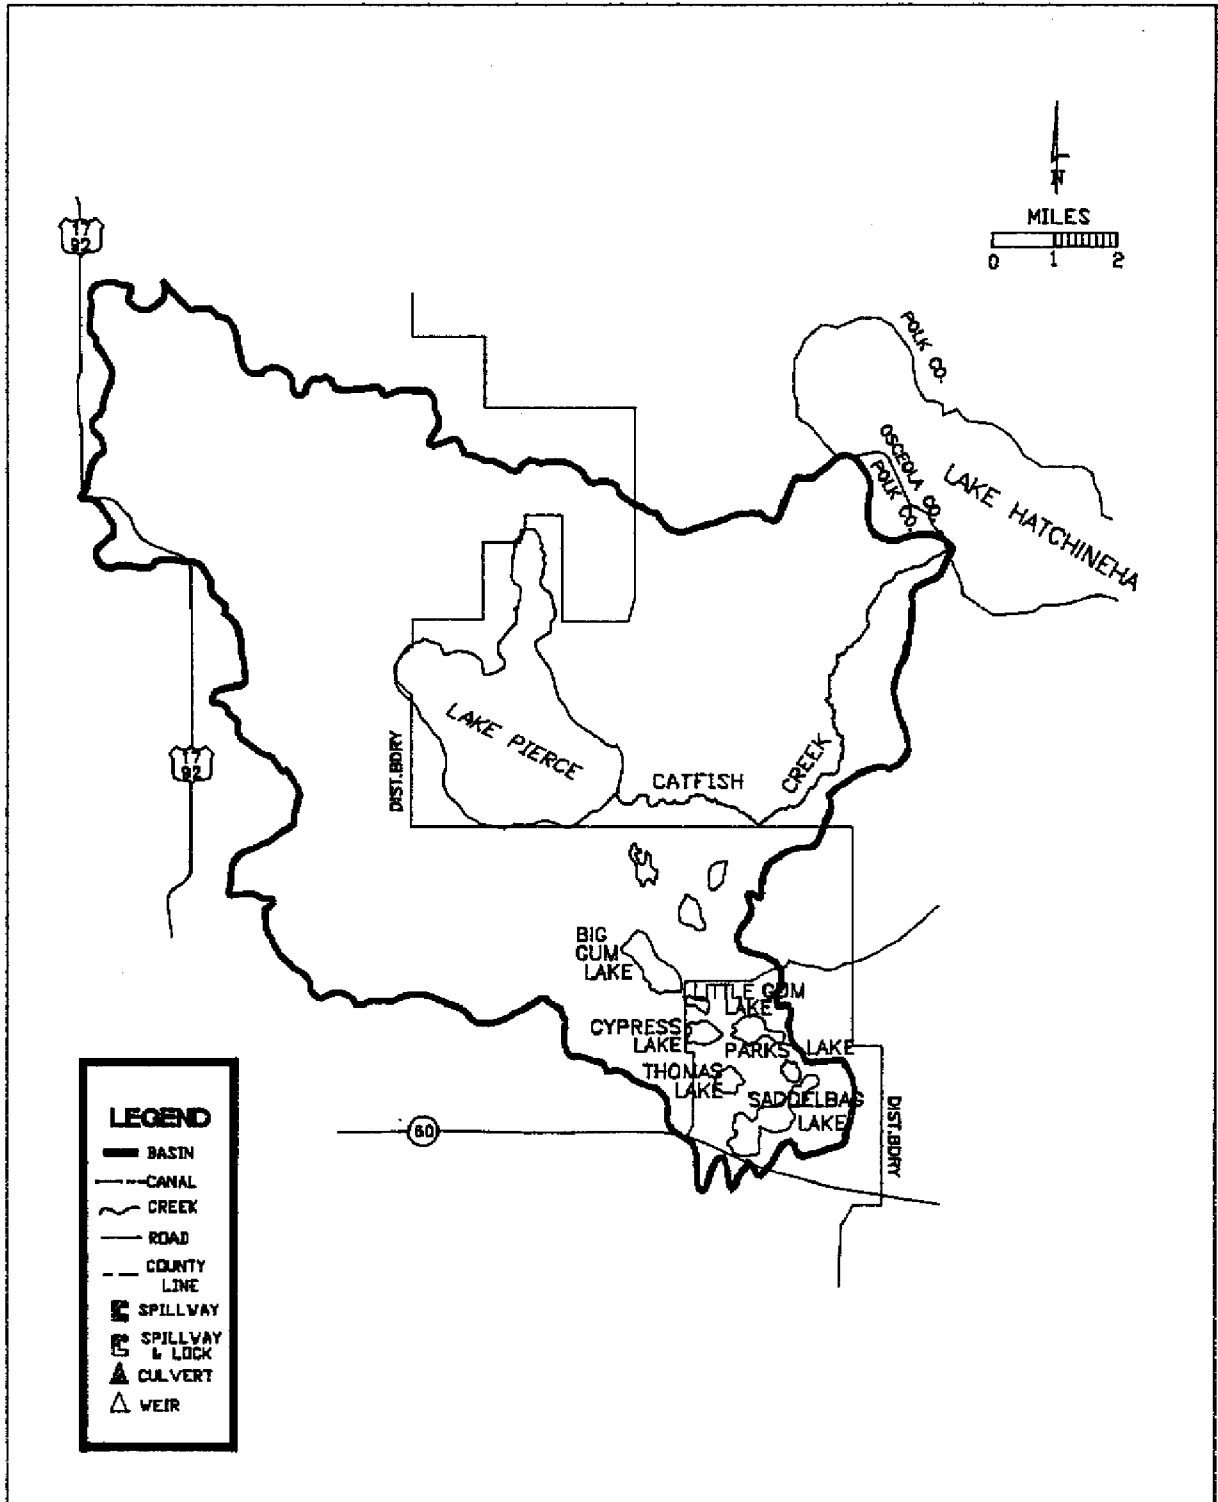 N
MILES
0 1 2
17
92
POLK CO.
OSCEOLA CO.
POLK CO.
LAKE HATCHINEHA
LAKE PIERCE
DIST.BDRY
17
92
CATFISH
CREEK
BIG
GUM
LAKE
LITTLE GUM
LAKE
CYPRESS
LAKE
PARKS LAKE
THOMAS
LAKE
SADDELBAG
LAKE
60
DIST.BDRY
LEGEND
BASIN
CANAL
CREEK
ROAD
COUNTY
LINE
SPILLWAY
SPILLWAY
& LOCK
CULVERT
WEIR